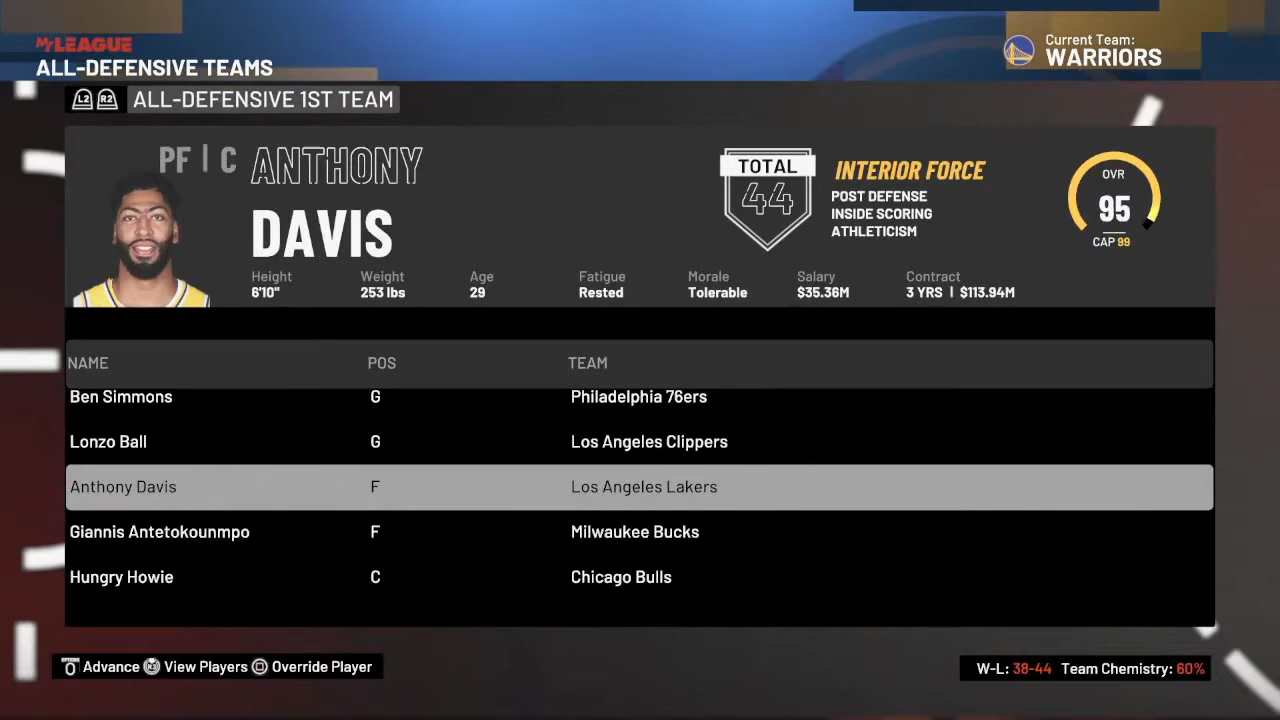 MyLEAGUE
ALL-DEFENSIVE TEAMS
Current Team:
WARRIORS
L2 R2 ALL-DEFENSIVE 1ST TEAM
PF | C ANTHONY
DAVIS
TOTAL
44
INTERIOR FORCE
POST DEFENSE
INSIDE SCORING
ATHLETICISM
OVR
95
CAP 99
Height Weight Age Fatigue Morale Salary Contract
6'10" 253 lbs 29 Rested Tolerable $35.36M 3 YRS | $113.94M
NAME POS TEAM
Ben Simmons G Philadelphia 76ers
Lonzo Ball G Los Angeles Clippers
Anthony Davis F Los Angeles Lakers
Giannis Antetokounmpo F Milwaukee Bucks
Hungry Howie C Chicago Bulls
OPTIONS Advance R3 View Players Override Player
W-L: 38-44 Team Chemistry: 60%